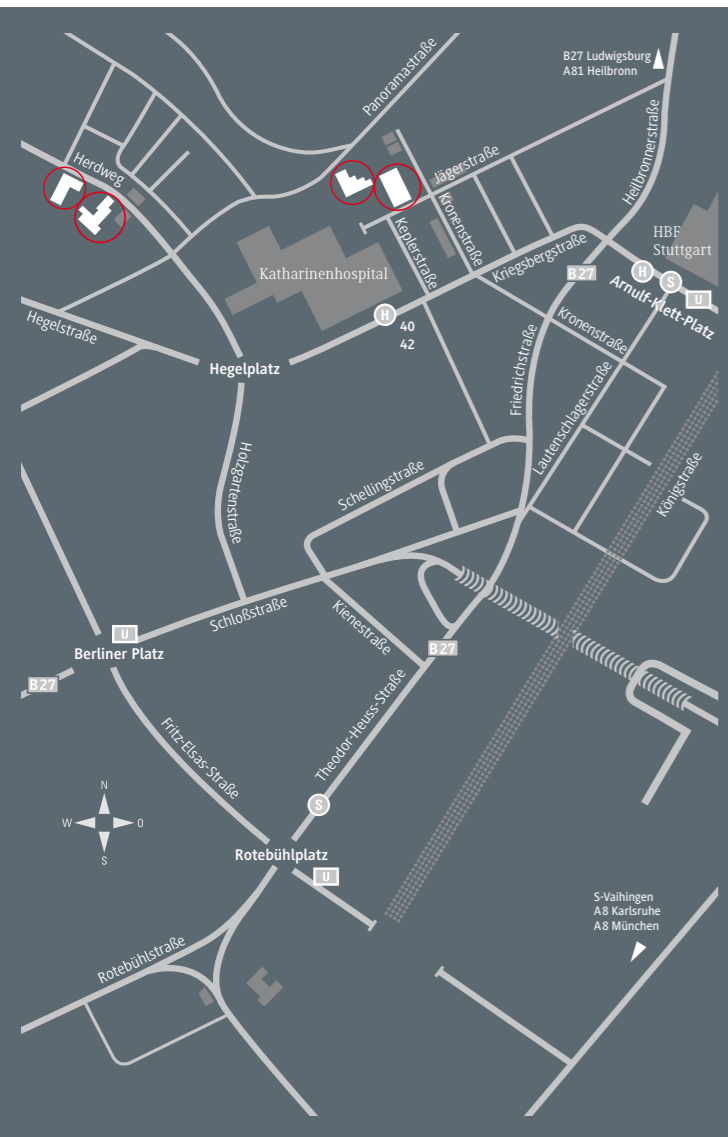 B27 Ludwigsburg
A81 Heilbronn
Panoramastraße
Heilbronnerstraße
Herdweg
Jägerstraße
Kronenstraße
Keplerstraße
HBF
Stuttgart
Kriegsbergstraße
B27
H
S
U
Arnulf-Klett-Platz
Katharinenhospital
H
40
42
Hegelstraße
Hegelplatz
Kronenstraße
Friedrichstraße
Lautenschlagerstraße
Holzgartenstraße
Schellingstraße
Königstraße
Schloßstraße
Kienestraße
U
Berliner Platz
B27
B27
Theodor-Heuss-Straße
Fritz-Elsas-Straße
N
W
O
S
S
Rotebühlplatz
U
S-Vaihingen
A8 Karlsruhe
A8 München
Rotebühlstraße